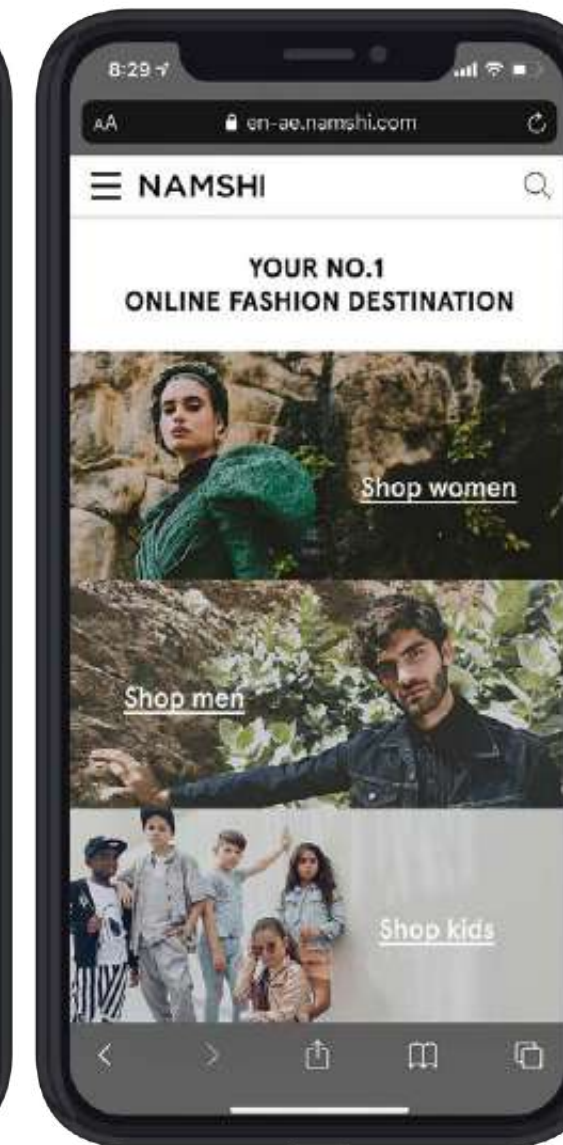 8:29
AA en-ae.namshi.com
NAMSHI
YOUR NO.1
ONLINE FASHION DESTINATION
Shop women
Shop men
Shop kids